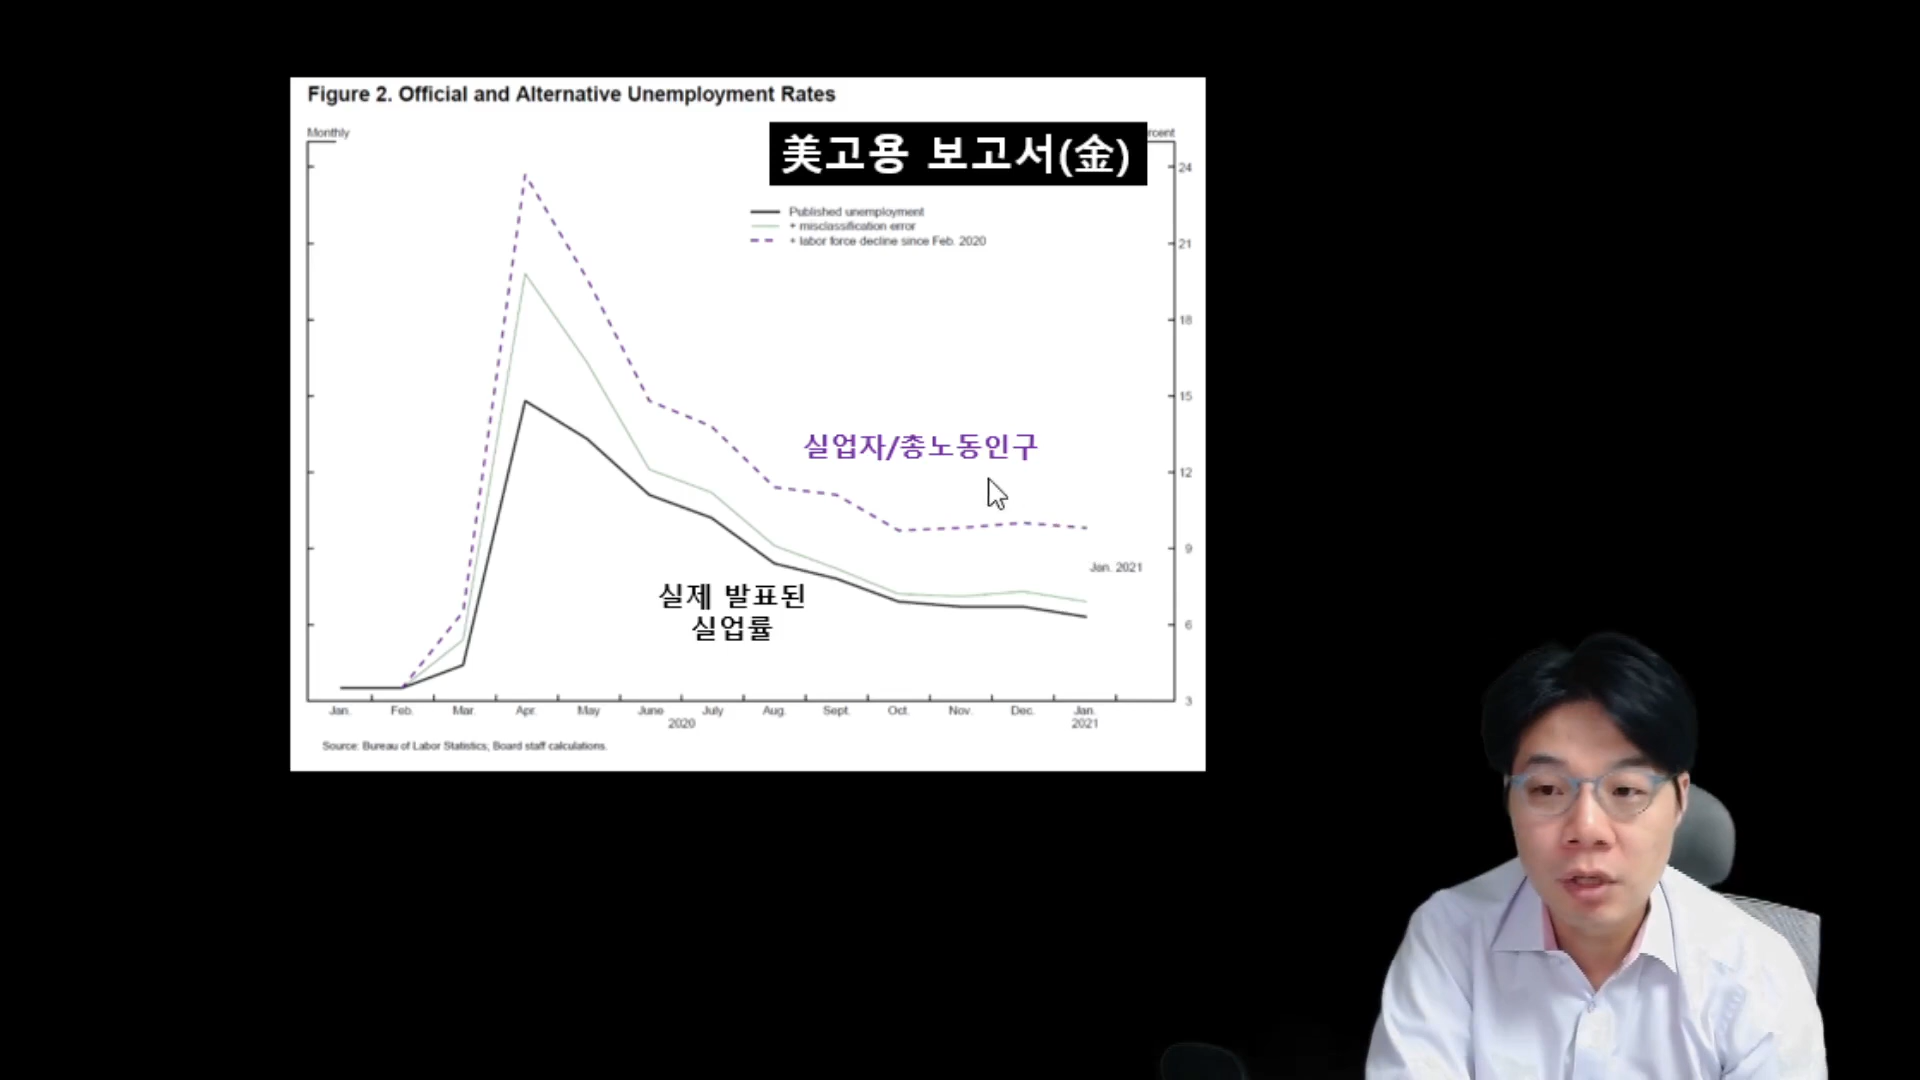 Figure 2. Official and Alternative Unemployment Rates
Monthly
rcent
美고용 보고서(金)
Published unemployment
+ misclassification error
+ labor force decline since Feb. 2020
24
21
18
15
12
9
6
3
실업자/총노동인구
실제 발표된
실업률
Jan. 2021
Jan. Feb. Mar. Apr. May June July Aug. Sept. Oct. Nov. Dec. Jan.
2020 2021
Source: Bureau of Labor Statistics; Board staff calculations.